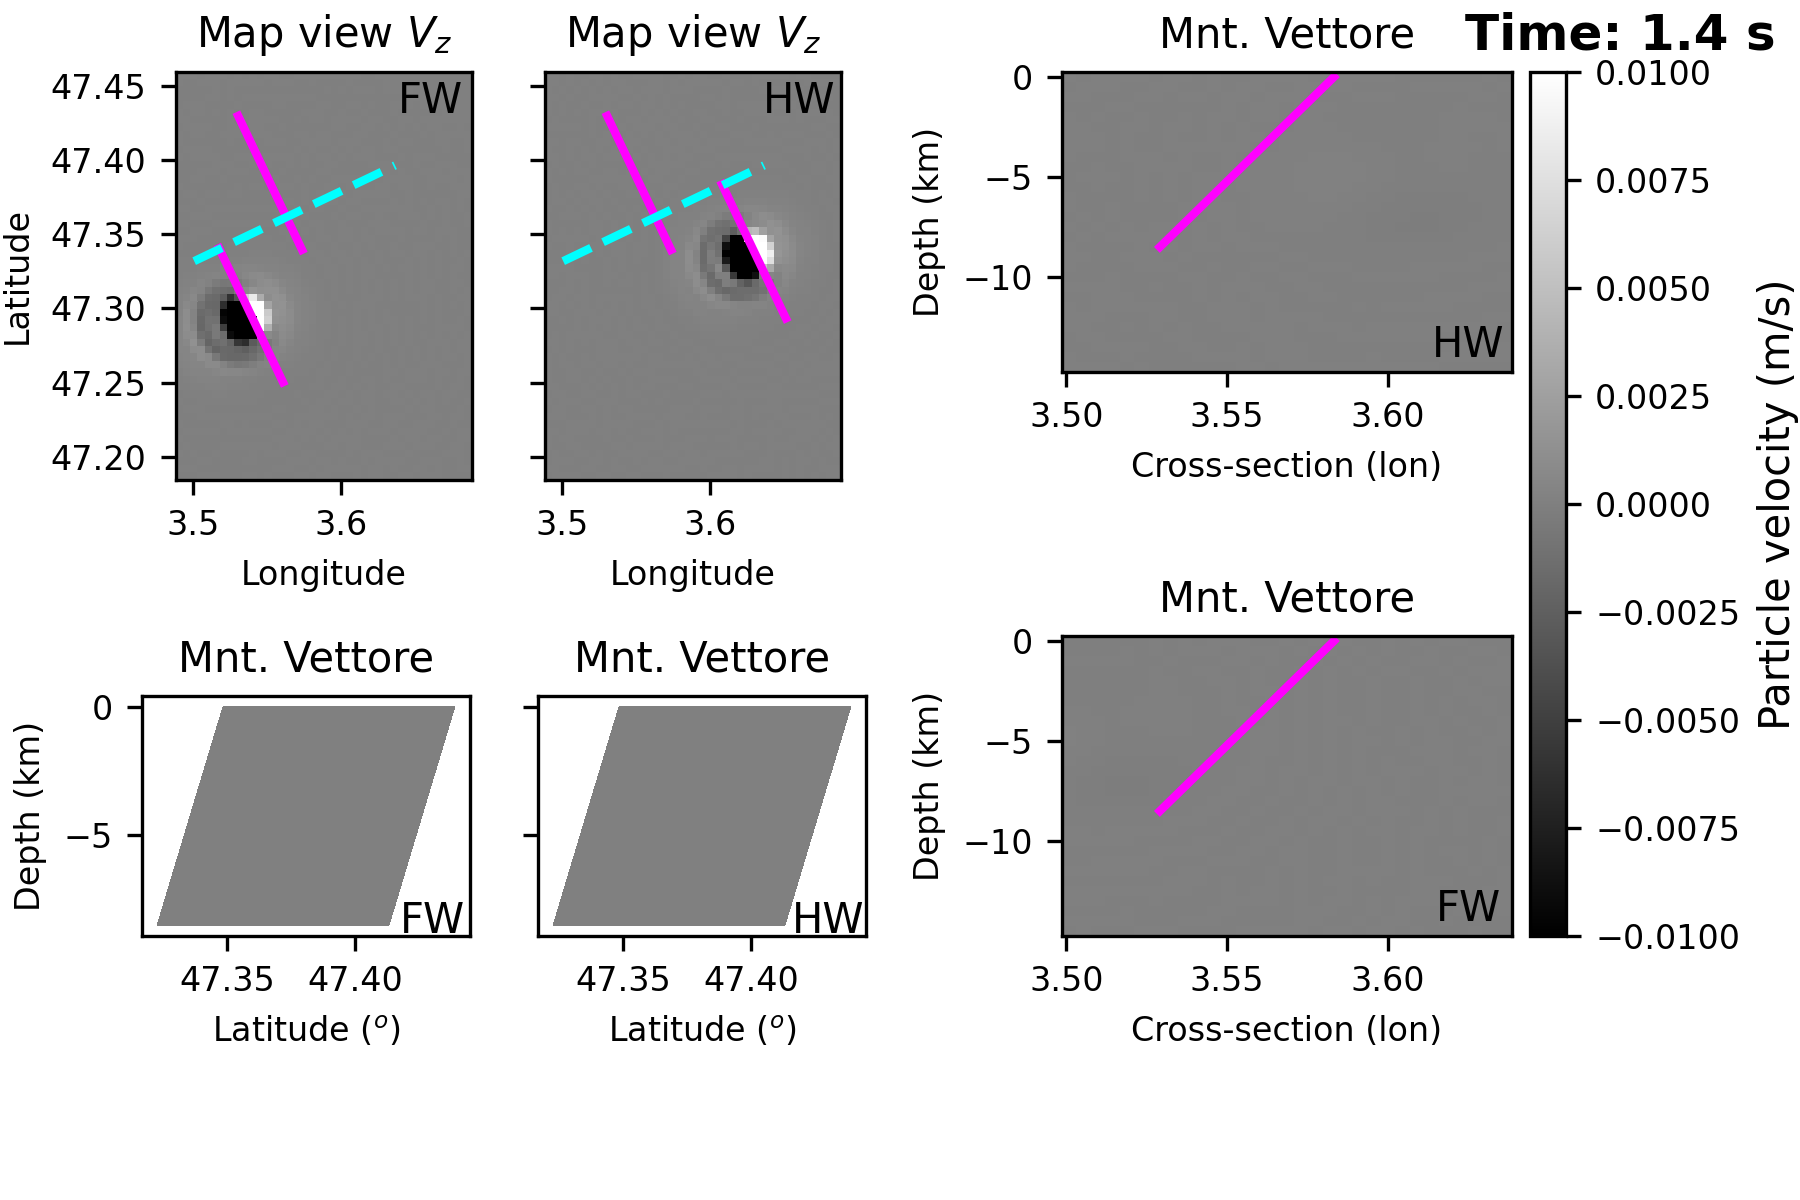 Map view Vz
FW
47.45
47.40
47.35
47.30
47.25
47.20
Latitude
3.5
3.6
Longitude
Map view Vz
HW
3.5
3.6
Longitude
Mnt. Vettore
0
−5
−10
Depth (km)
HW
3.50
3.55
3.60
Cross-section (lon)
Time: 1.4 s
0.0100
0.0075
0.0050
0.0025
0.0000
−0.0025
−0.0050
−0.0075
−0.0100
Particle velocity (m/s)
Mnt. Vettore
0
−5
Depth (km)
FW
47.35
47.40
Latitude (o)
Mnt. Vettore
HW
47.35
47.40
Latitude (o)
Mnt. Vettore
0
−5
−10
Depth (km)
FW
3.50
3.55
3.60
Cross-section (lon)